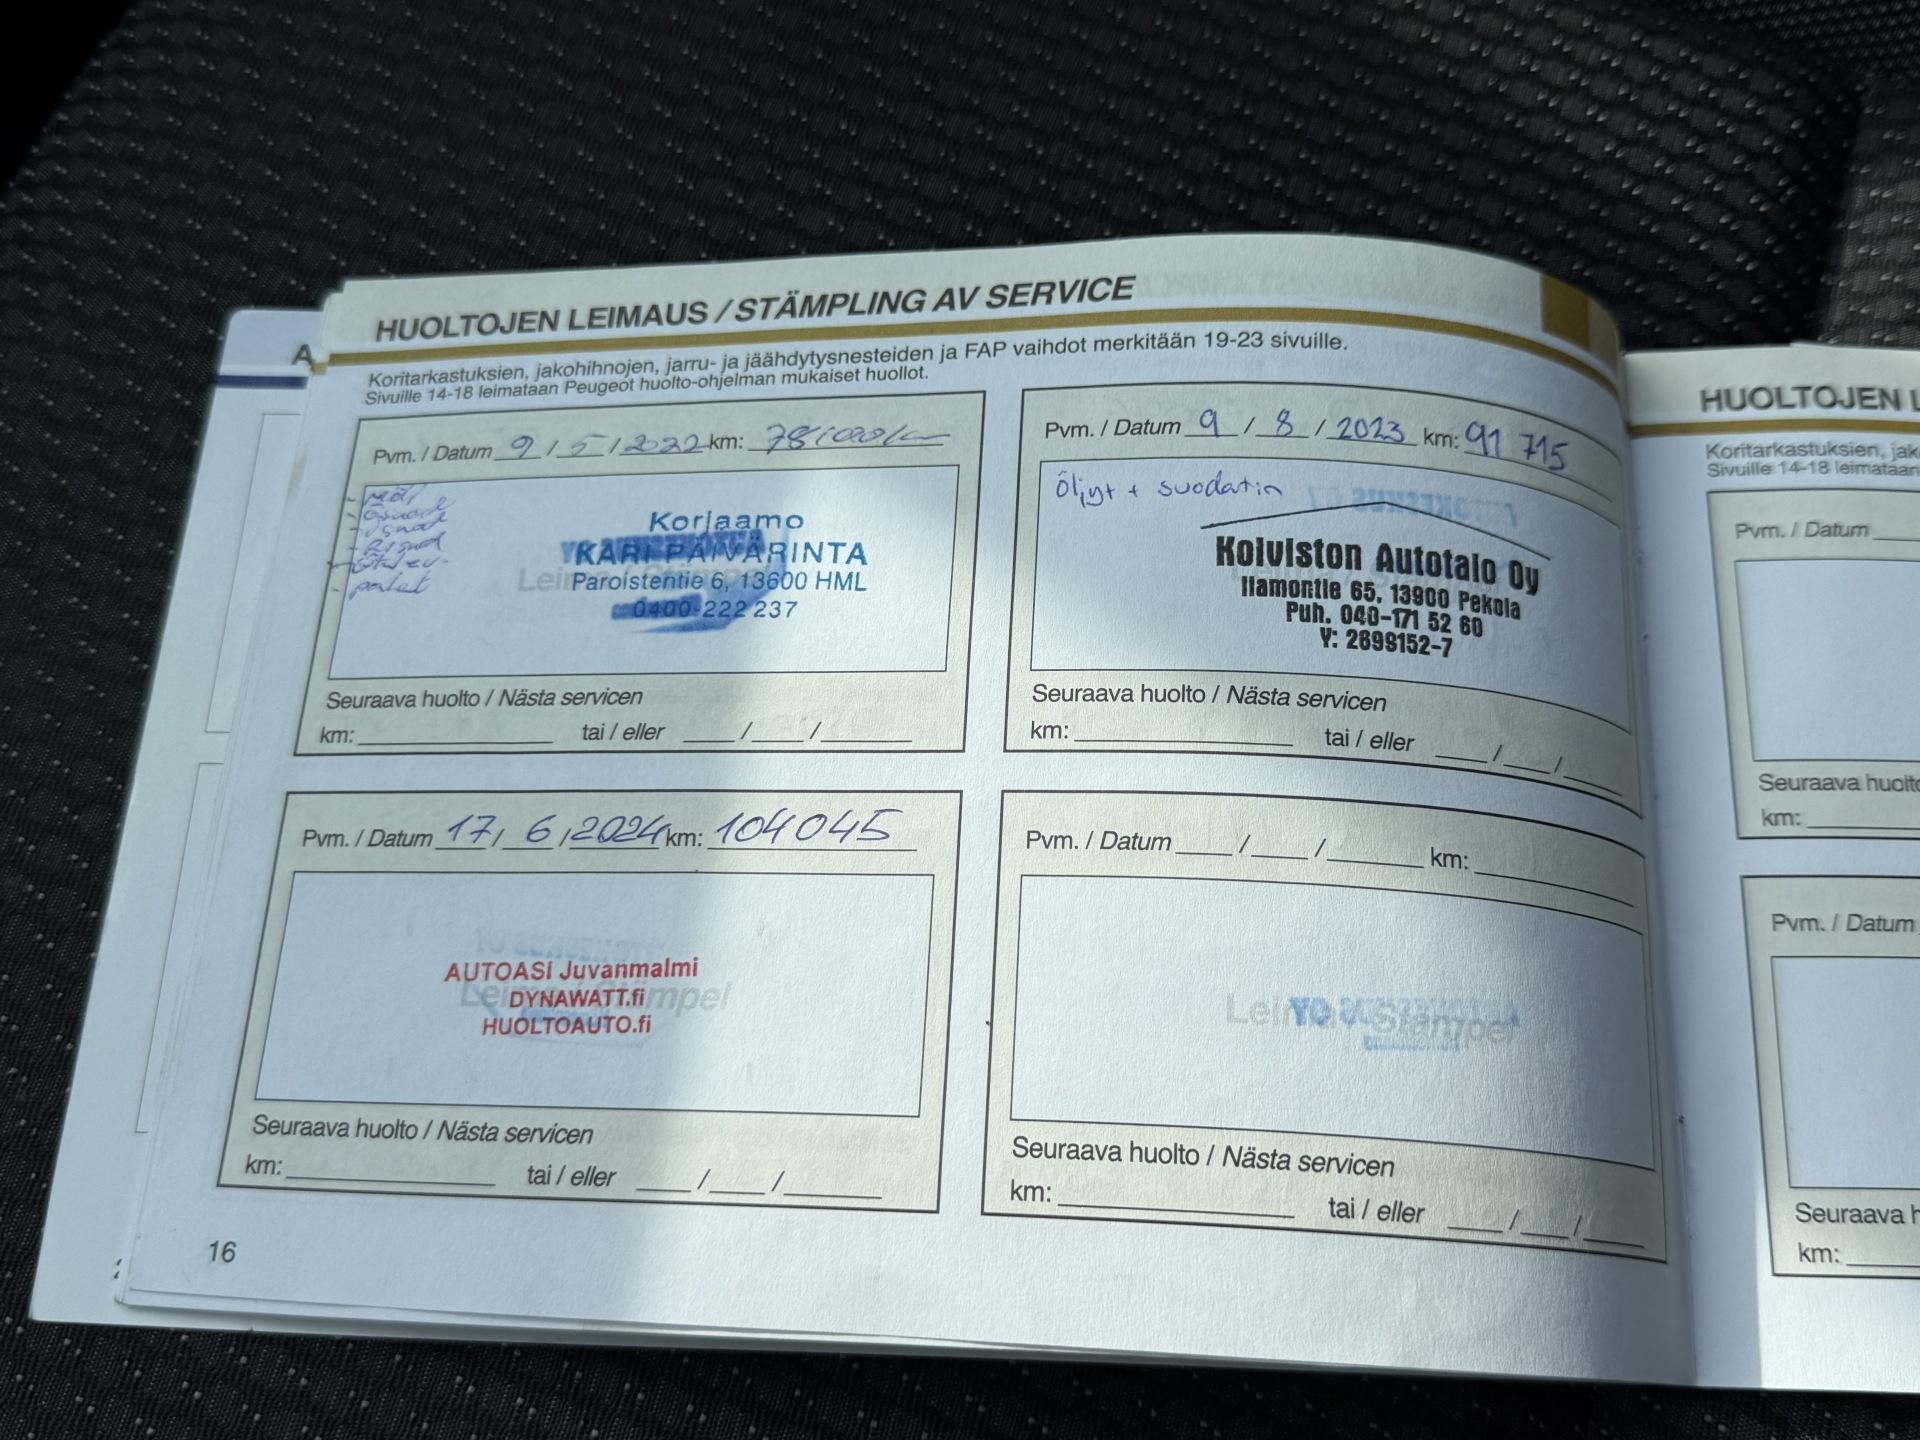 HUOLTOJEN LEIMAUS / STÄMPLING AV SERVICE
Koritarkastuksien, jakohihnojen, jarru- ja jäähdytysnesteiden ja FAP vaihdot merkitään 19-23 sivuille.
Sivuille 14-18 leimataan Peugeot huolto-ohjelman mukaiset huollot.
Pvm. / Datum 9 / 5 / 2022 km:
Korjaamo
KARI PÄIVÄRINTA
Paroistentie 6, 13600 HML
0400-222 237
Seuraava huolto / Nästa servicen
km: tai / eller / /
Pvm. / Datum 9 / 8 / 2023 km: 91 715
Öljyt + suodatin
Koiviston Autotalo Oy
Ilamontie 65, 13900 Pekola
Puh. 040-171 52 60
Y: 2699152-7
Seuraava huolto / Nästa servicen
km: tai / eller / /
Pvm. / Datum 17 / 6 / 2024 km: 104045
Leima / Stämpel
AUTOASI Juvanmalmi
DYNAWATT.fi
HUOLTOAUTO.fi
Seuraava huolto / Nästa servicen
km: tai / eller / /
Pvm. / Datum / / km:
Leima / Stämpel
Seuraava huolto / Nästa servicen
km: tai / eller / /
16
A
HUOLTOJEN L
Koritarkastuksien, jak
Sivuille 14-18 leimataan
Pvm. / Datum
Seuraava huolto
km:
Pvm. / Datum
Seuraava h
km: